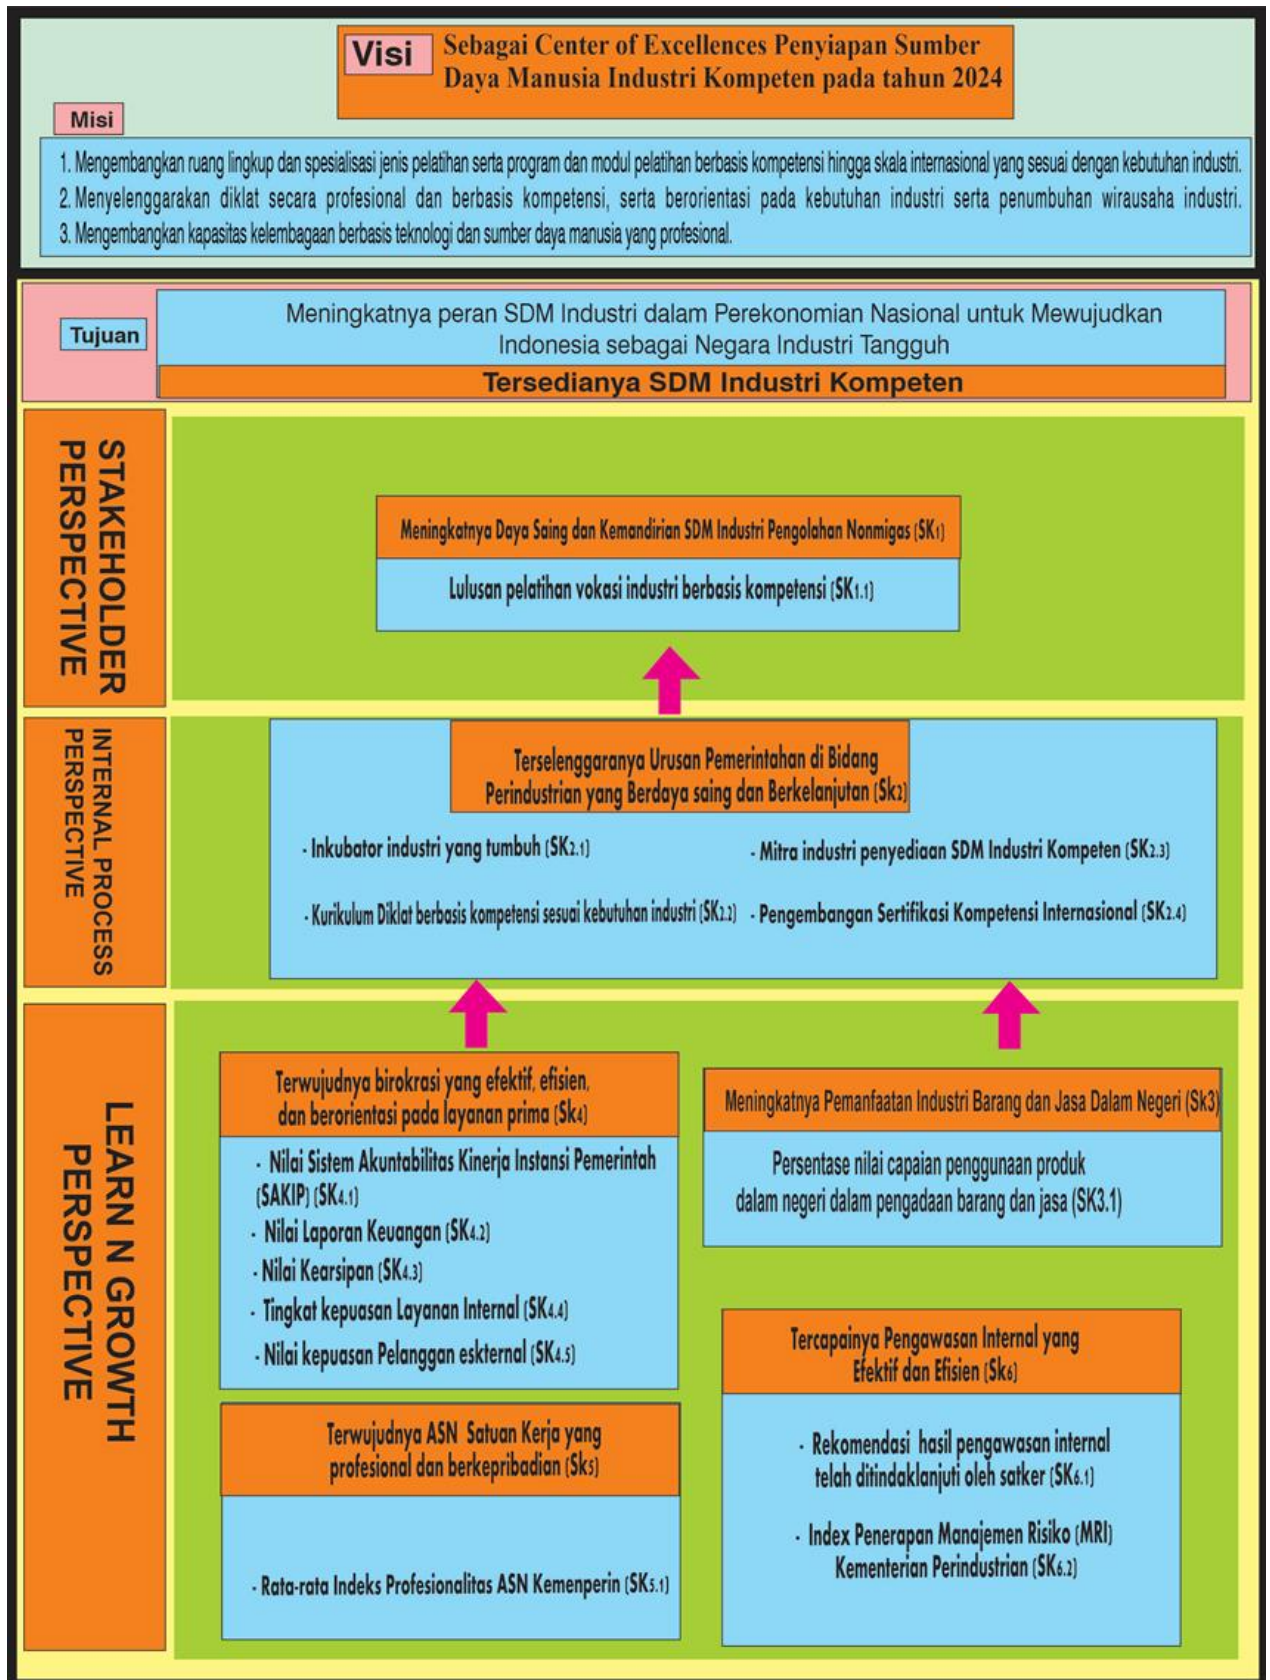 Visi
Sebagai Center of Excellences Penyiapan Sumber
Daya Manusia Industri Kompeten pada tahun 2024
Misi
1. Mengembangkan ruang lingkup dan spesialisasi jenis pelatihan serta program dan modul pelatihan berbasis kompetensi hingga skala internasional yang sesuai dengan kebutuhan industri.
2. Menyelenggarakan diklat secara profesional dan berbasis kompetensi, serta berorientasi pada kebutuhan industri serta penumbuhan wirausaha industri.
3. Mengembangkan kapasitas kelembagaan berbasis teknologi dan sumber daya manusia yang profesional.
Tujuan
Meningkatnya peran SDM Industri dalam Perekonomian Nasional untuk Mewujudkan
Indonesia sebagai Negara Industri Tangguh
Tersedianya SDM Industri Kompeten
STAKEHOLDER
PERSPECTIVE
Meningkatnya Daya Saing dan Kemandirian SDM Industri Pengolahan Nonmigas (SK1)
Lulusan pelatihan vokasi industri berbasis kompetensi (SK1.1)
INTERNAL PROCESS
PERSPECTIVE
Terselenggaranya Urusan Pemerintahan di Bidang
Perindustrian yang Berdaya saing dan Berkelanjutan (Sk2)
- Inkubator industri yang tumbuh (SK2.1)
- Kurikulum Diklat berbasis kompetensi sesuai kebutuhan industri (SK2.2)
- Mitra industri penyediaan SDM Industri Kompeten (SK2.3)
- Pengembangan Sertifikasi Kompetensi Internasional (SK2.4)
LEARN N GROWTH
PERSPECTIVE
Terwujudnya birokrasi yang efektif, efisien,
dan berorientasi pada layanan prima (Sk4)
- Nilai Sistem Akuntabilitas Kinerja Instansi Pemerintah
(SAKIP) (SK4.1)
- Nilai Laporan Keuangan (SK4.2)
- Nilai Kearsipan (SK4.3)
- Tingkat kepuasan Layanan Internal (SK4.4)
- Nilai kepuasan Pelanggan eskternal (SK4.5)
Meningkatnya Pemanfaatan Industri Barang dan Jasa Dalam Negeri (Sk3)
Persentase nilai capaian penggunaan produk
dalam negeri dalam pengadaan barang dan jasa (SK3.1)
Terwujudnya ASN Satuan Kerja yang
profesional dan berkepribadian (Sk5)
- Rata-rata Indeks Profesionalitas ASN Kemenperin (SK5.1)
Tercapainya Pengawasan Internal yang
Efektif dan Efisien (Sk6)
- Rekomendasi hasil pengawasan internal
telah ditindaklanjuti oleh satker (SK6.1)
- Index Penerapan Manajemen Risiko (MRI)
Kementerian Perindustrian (SK6.2)